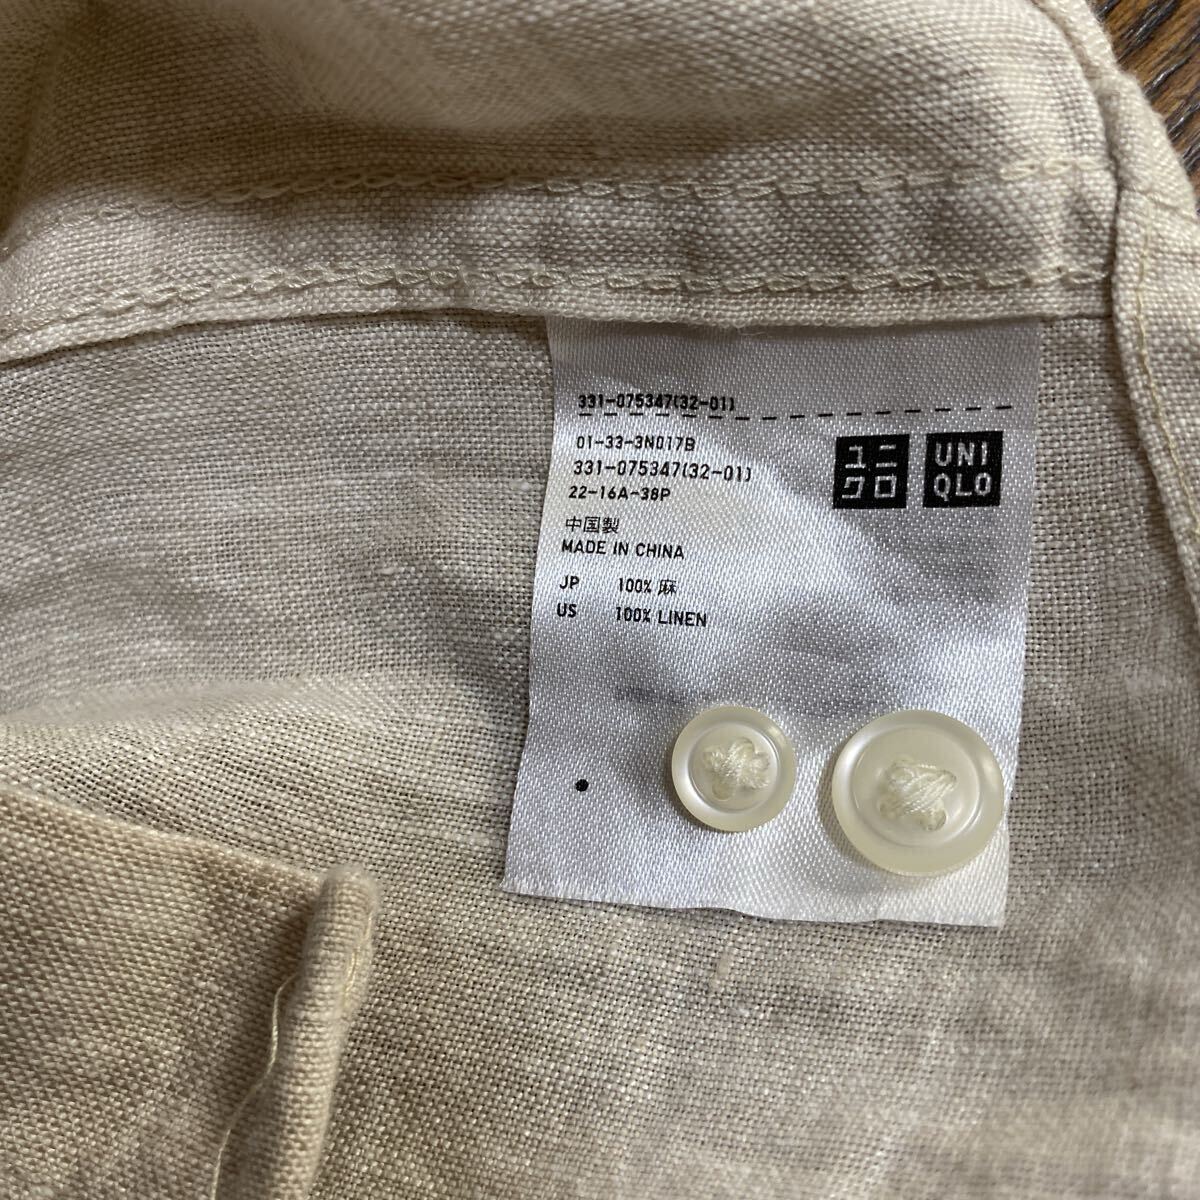 331-075347(32-01)
01-33-3N017B
331-075347(32-01)
22-16A-38P
ユニ
クロ
UNI
QLO
中国製
MADE IN CHINA
JP 100% 麻
US 100% LINEN